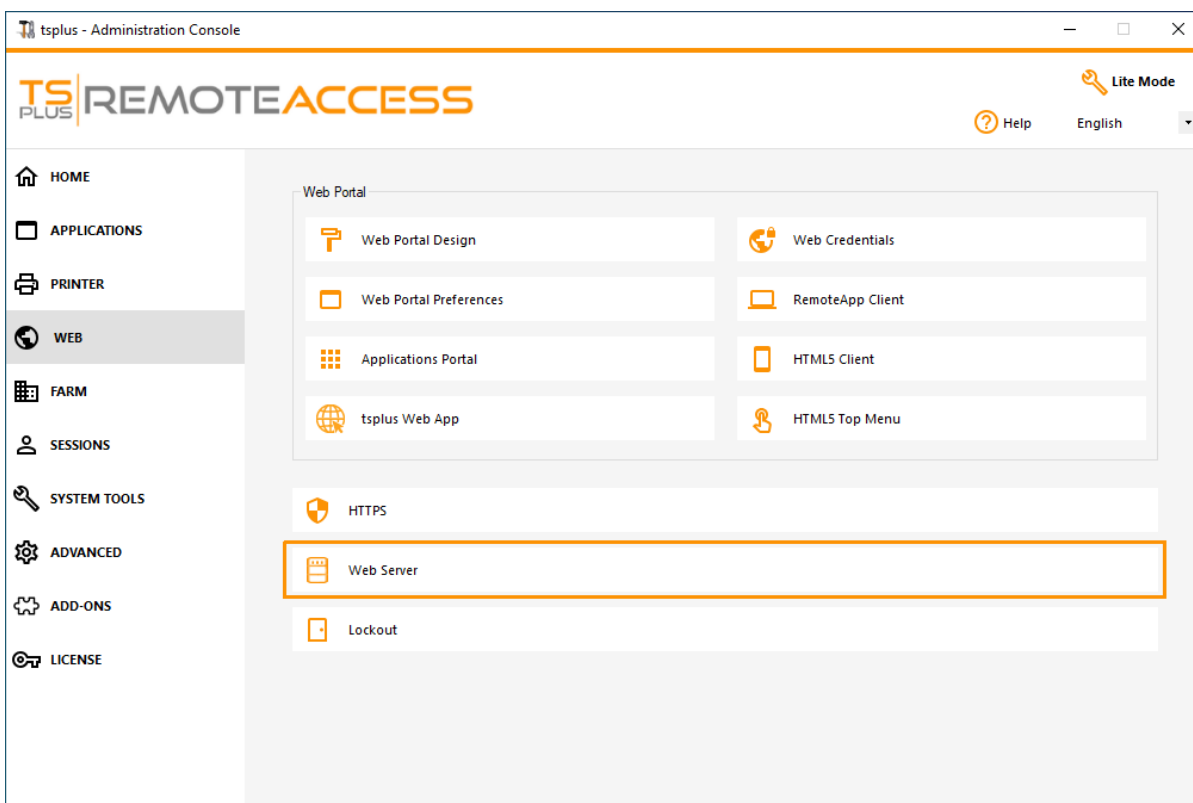 tsplus - Administration Console
TS PLUS REMOTEACCESS
Lite Mode
Help
English
HOME
APPLICATIONS
PRINTER
WEB
FARM
SESSIONS
SYSTEM TOOLS
ADVANCED
ADD-ONS
LICENSE
Web Portal
Web Portal Design
Web Credentials
Web Portal Preferences
RemoteApp Client
Applications Portal
HTML5 Client
tsplus Web App
HTML5 Top Menu
HTTPS
Web Server
Lockout